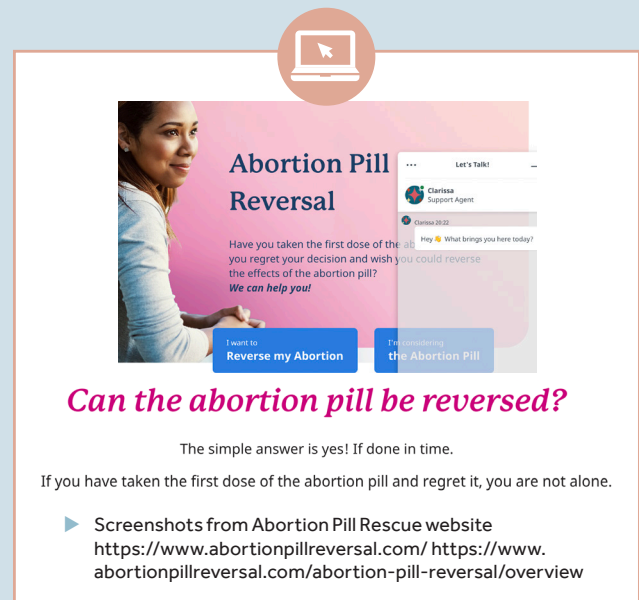 Abortion Pill
Reversal
Have you taken the first dose of the ab
you regret your decision and wish you could reverse
the effects of the abortion pill?
We can help you!
I want to
Reverse my Abortion
I'm considering
the Abortion Pill
Let's Talk!
Clarissa
Support Agent
Clarissa 20:22
Hey 👋 What brings you here today?
Can the abortion pill be reversed?
The simple answer is yes! If done in time.
If you have taken the first dose of the abortion pill and regret it, you are not alone.
Screenshots from Abortion Pill Rescue website
https://www.abortionpillreversal.com/ https://www.
abortionpillreversal.com/abortion-pill-reversal/overview